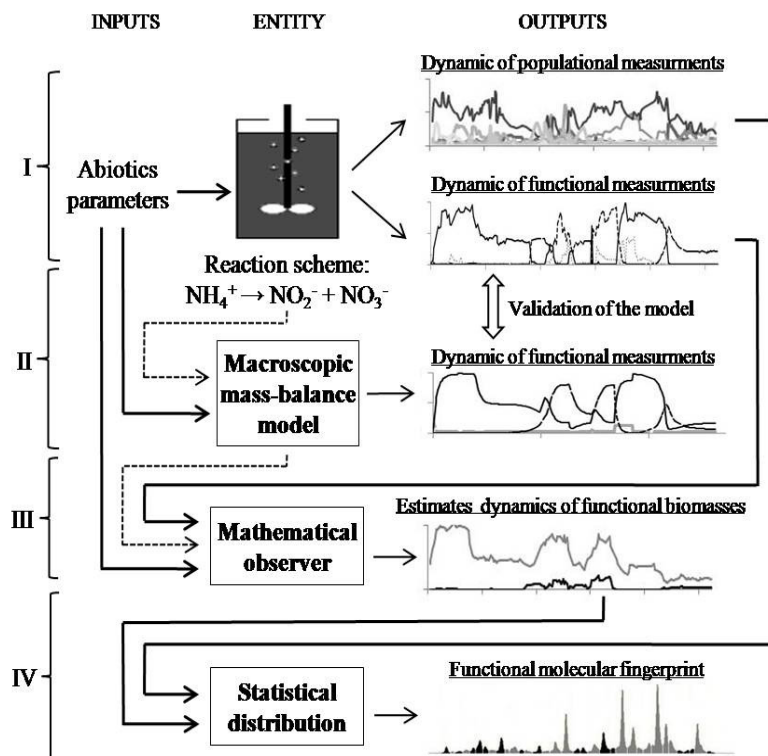 INPUTS ENTITY OUTPUTS
Dynamic of populational measurments
I
Abiotics
parameters
Dynamic of functional measurments
Reaction scheme:
NH₄⁺ → NO₂⁻ + NO₃⁻
Validation of the model
II
Dynamic of functional measurments
Macroscopic
mass-balance
model
III
Estimates dynamics of functional biomasses
Mathematical
observer
IV
Functional molecular fingerprint
Statistical
distribution